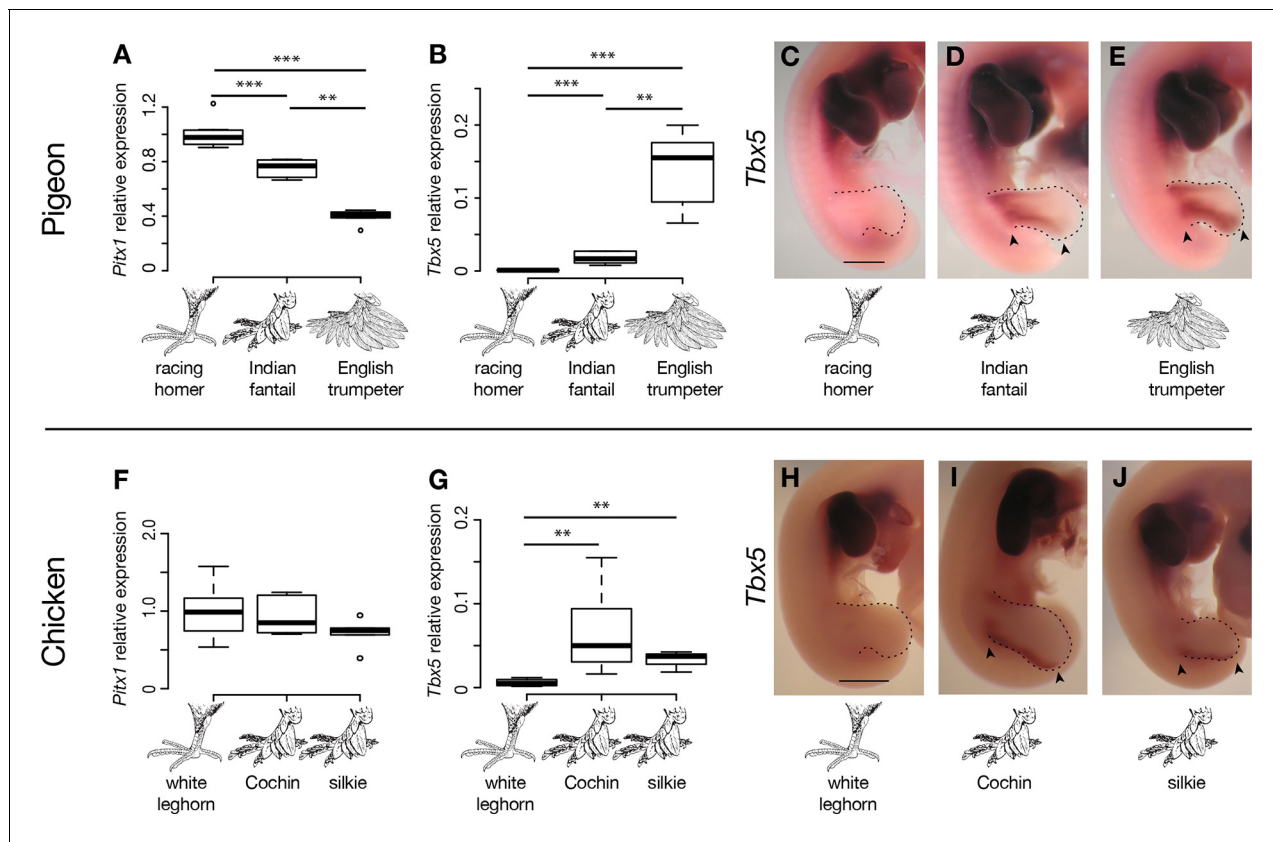 Pigeon
A
Pitx1 relative expression
1.2
0.8
0.4
0
***
***
**
racing
homer
Indian
fantail
English
trumpeter
B
Tbx5 relative expression
0.2
0.1
0
***
***
**
racing
homer
Indian
fantail
English
trumpeter
Tbx5
C
D
E
racing
homer
Indian
fantail
English
trumpeter
Chicken
F
Pitx1 relative expression
2.0
1.0
0
white
leghorn
Cochin
silkie
G
Tbx5 relative expression
0.2
0.1
0
**
**
white
leghorn
Cochin
silkie
Tbx5
H
I
J
white
leghorn
Cochin
silkie